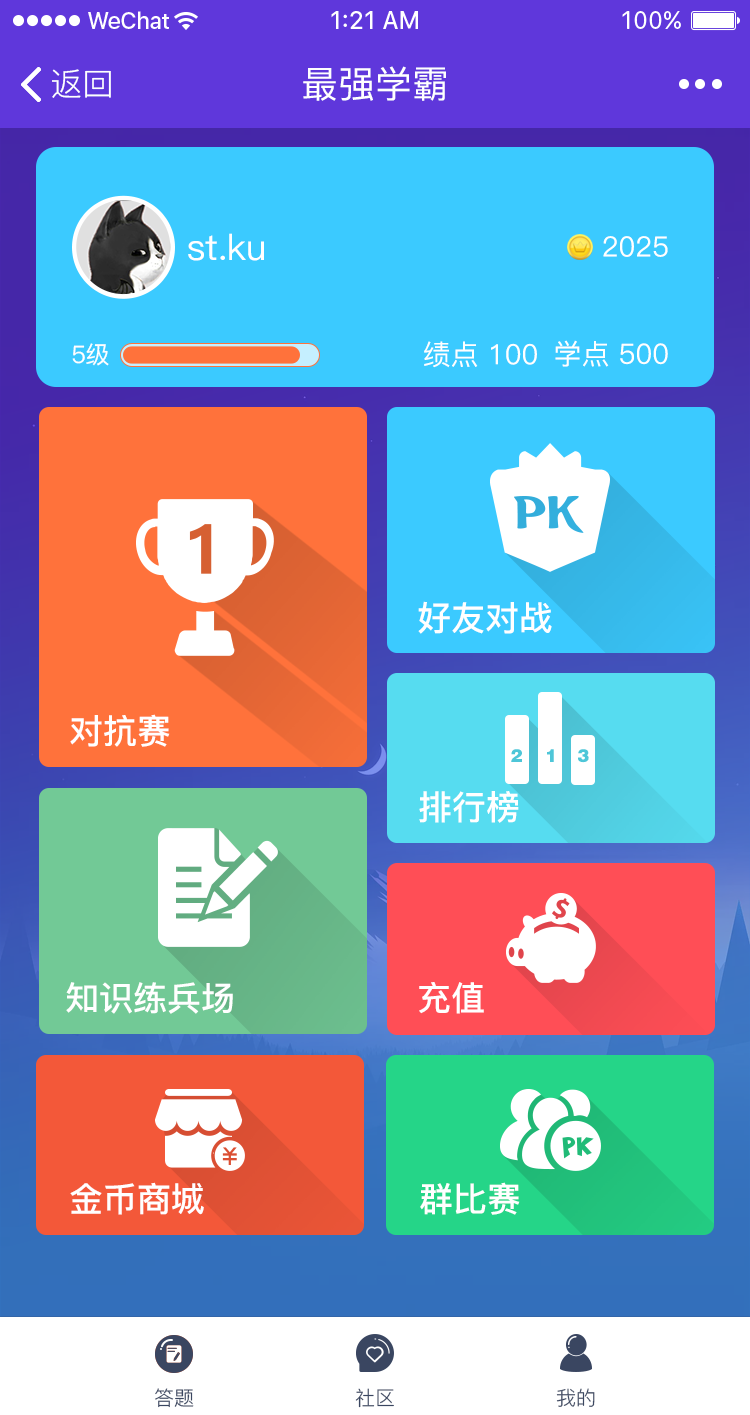 WeChat 1:21 AM 100%
返回 最强学霸
st.ku 2025
5级 绩点 100 学点 500
1
对抗赛
PK
好友对战
2 1 3
排行榜
知识练兵场
$
充值
¥
金币商城
PK
群比赛
答题 社区 我的